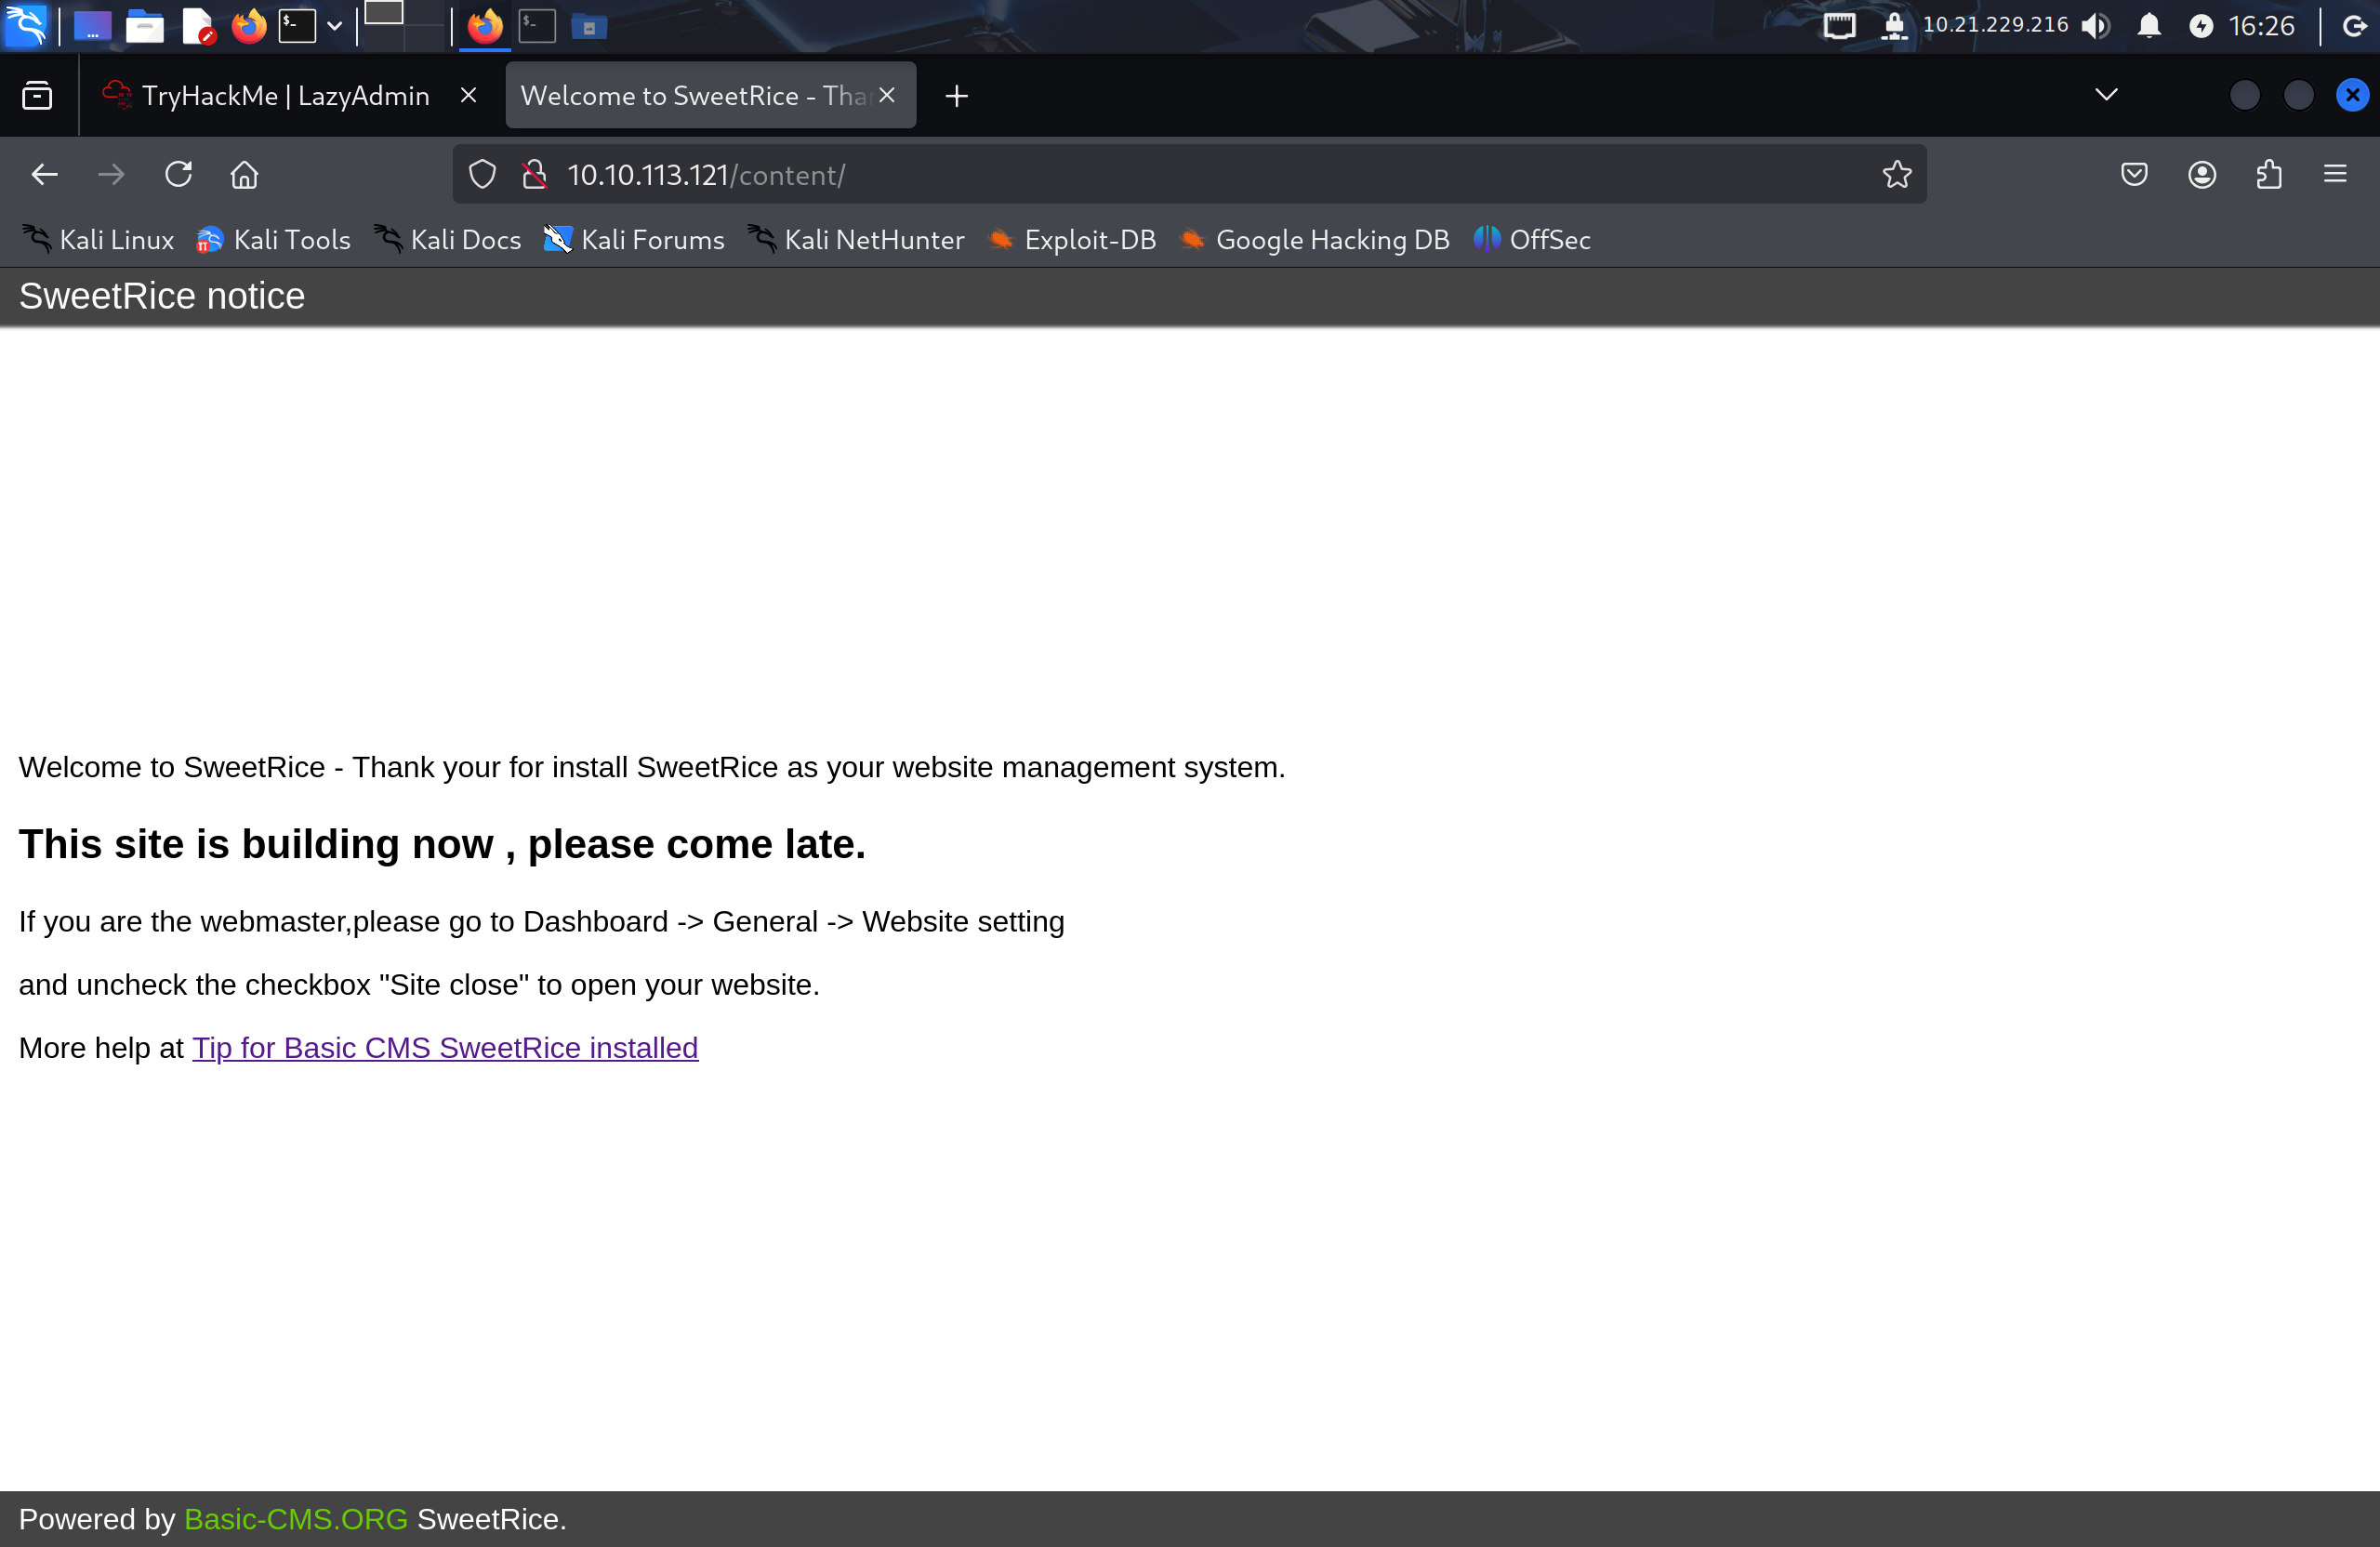 10.21.229.216 16:26
TryHackMe | LazyAdmin Welcome to SweetRice - Tha
10.10.113.121/content/
Kali Linux Kali Tools Kali Docs Kali Forums Kali NetHunter Exploit-DB Google Hacking DB OffSec
SweetRice notice
Welcome to SweetRice - Thank your for install SweetRice as your website management system.
This site is building now , please come late.
If you are the webmaster,please go to Dashboard -> General -> Website setting
and uncheck the checkbox "Site close" to open your website.
More help at Tip for Basic CMS SweetRice installed
Powered by Basic-CMS.ORG SweetRice.